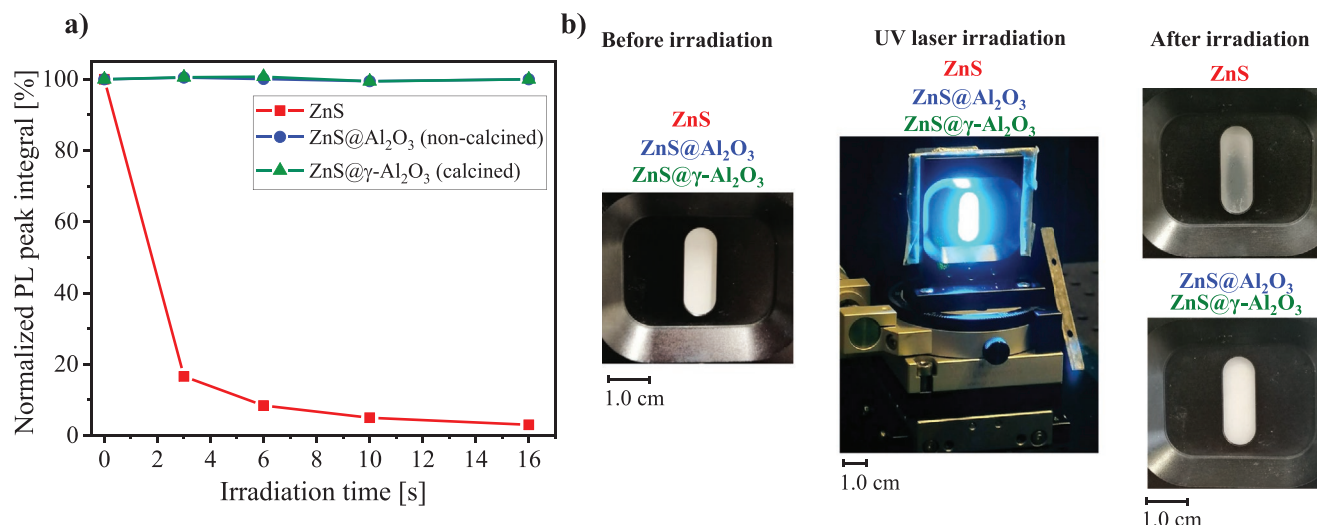 a)
Normalized PL peak integral [%]
100
80
60
40
20
0
ZnS
ZnS@Al₂O₃ (non-calcined)
ZnS@γ-Al₂O₃ (calcined)
0 2 4 6 8 10 12 14 16
Irradiation time [s]
b)
Before irradiation
ZnS
ZnS@Al₂O₃
ZnS@γ-Al₂O₃
1.0 cm
UV laser irradiation
ZnS
ZnS@Al₂O₃
ZnS@γ-Al₂O₃
1.0 cm
After irradiation
ZnS
ZnS@Al₂O₃
ZnS@γ-Al₂O₃
1.0 cm